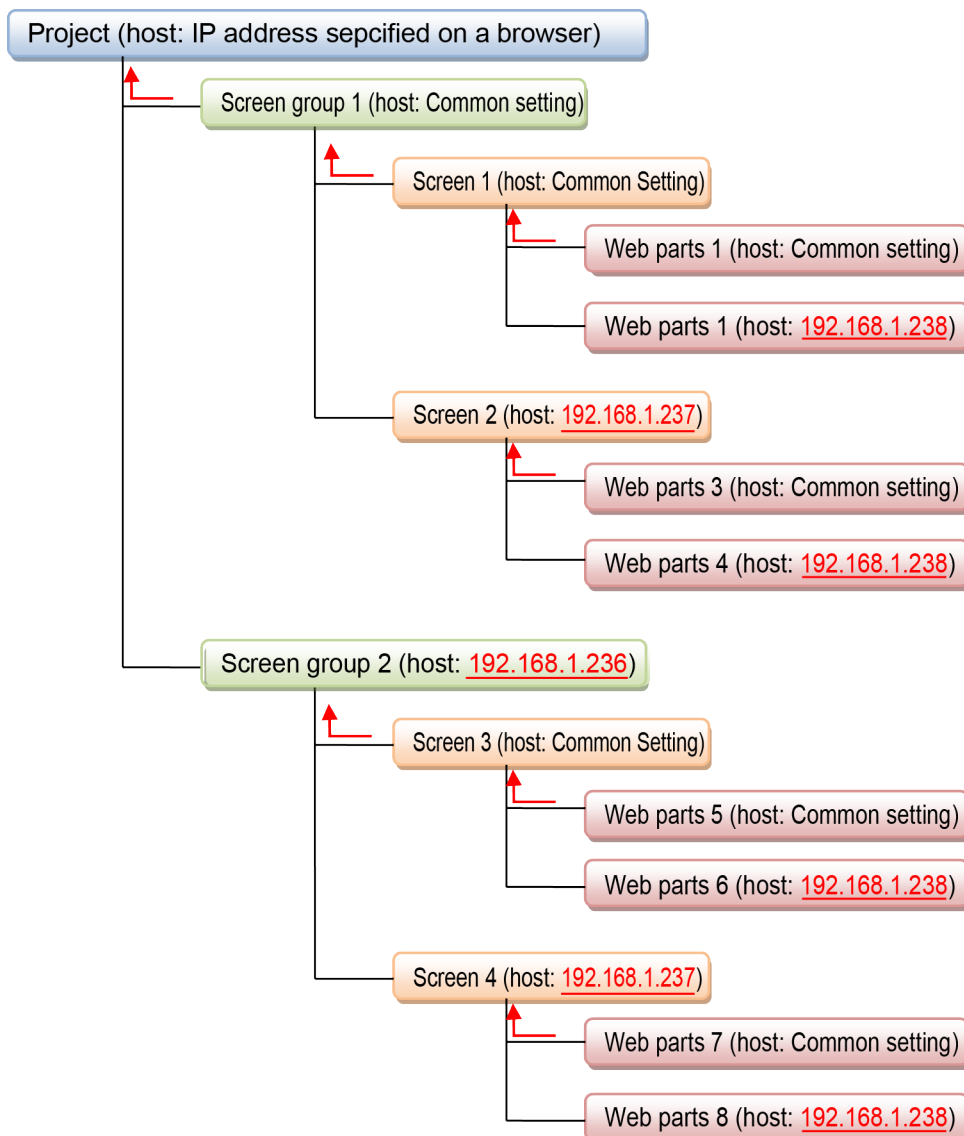 Project (host: IP address sepcified on a browser)
Screen group 1 (host: Common setting)
Screen 1 (host: Common Setting)
Web parts 1 (host: Common setting)
Web parts 1 (host: 192.168.1.238)
Screen 2 (host: 192.168.1.237)
Web parts 3 (host: Common setting)
Web parts 4 (host: 192.168.1.238)
Screen group 2 (host: 192.168.1.236)
Screen 3 (host: Common Setting)
Web parts 5 (host: Common setting)
Web parts 6 (host: 192.168.1.238)
Screen 4 (host: 192.168.1.237)
Web parts 7 (host: Common setting)
Web parts 8 (host: 192.168.1.238)